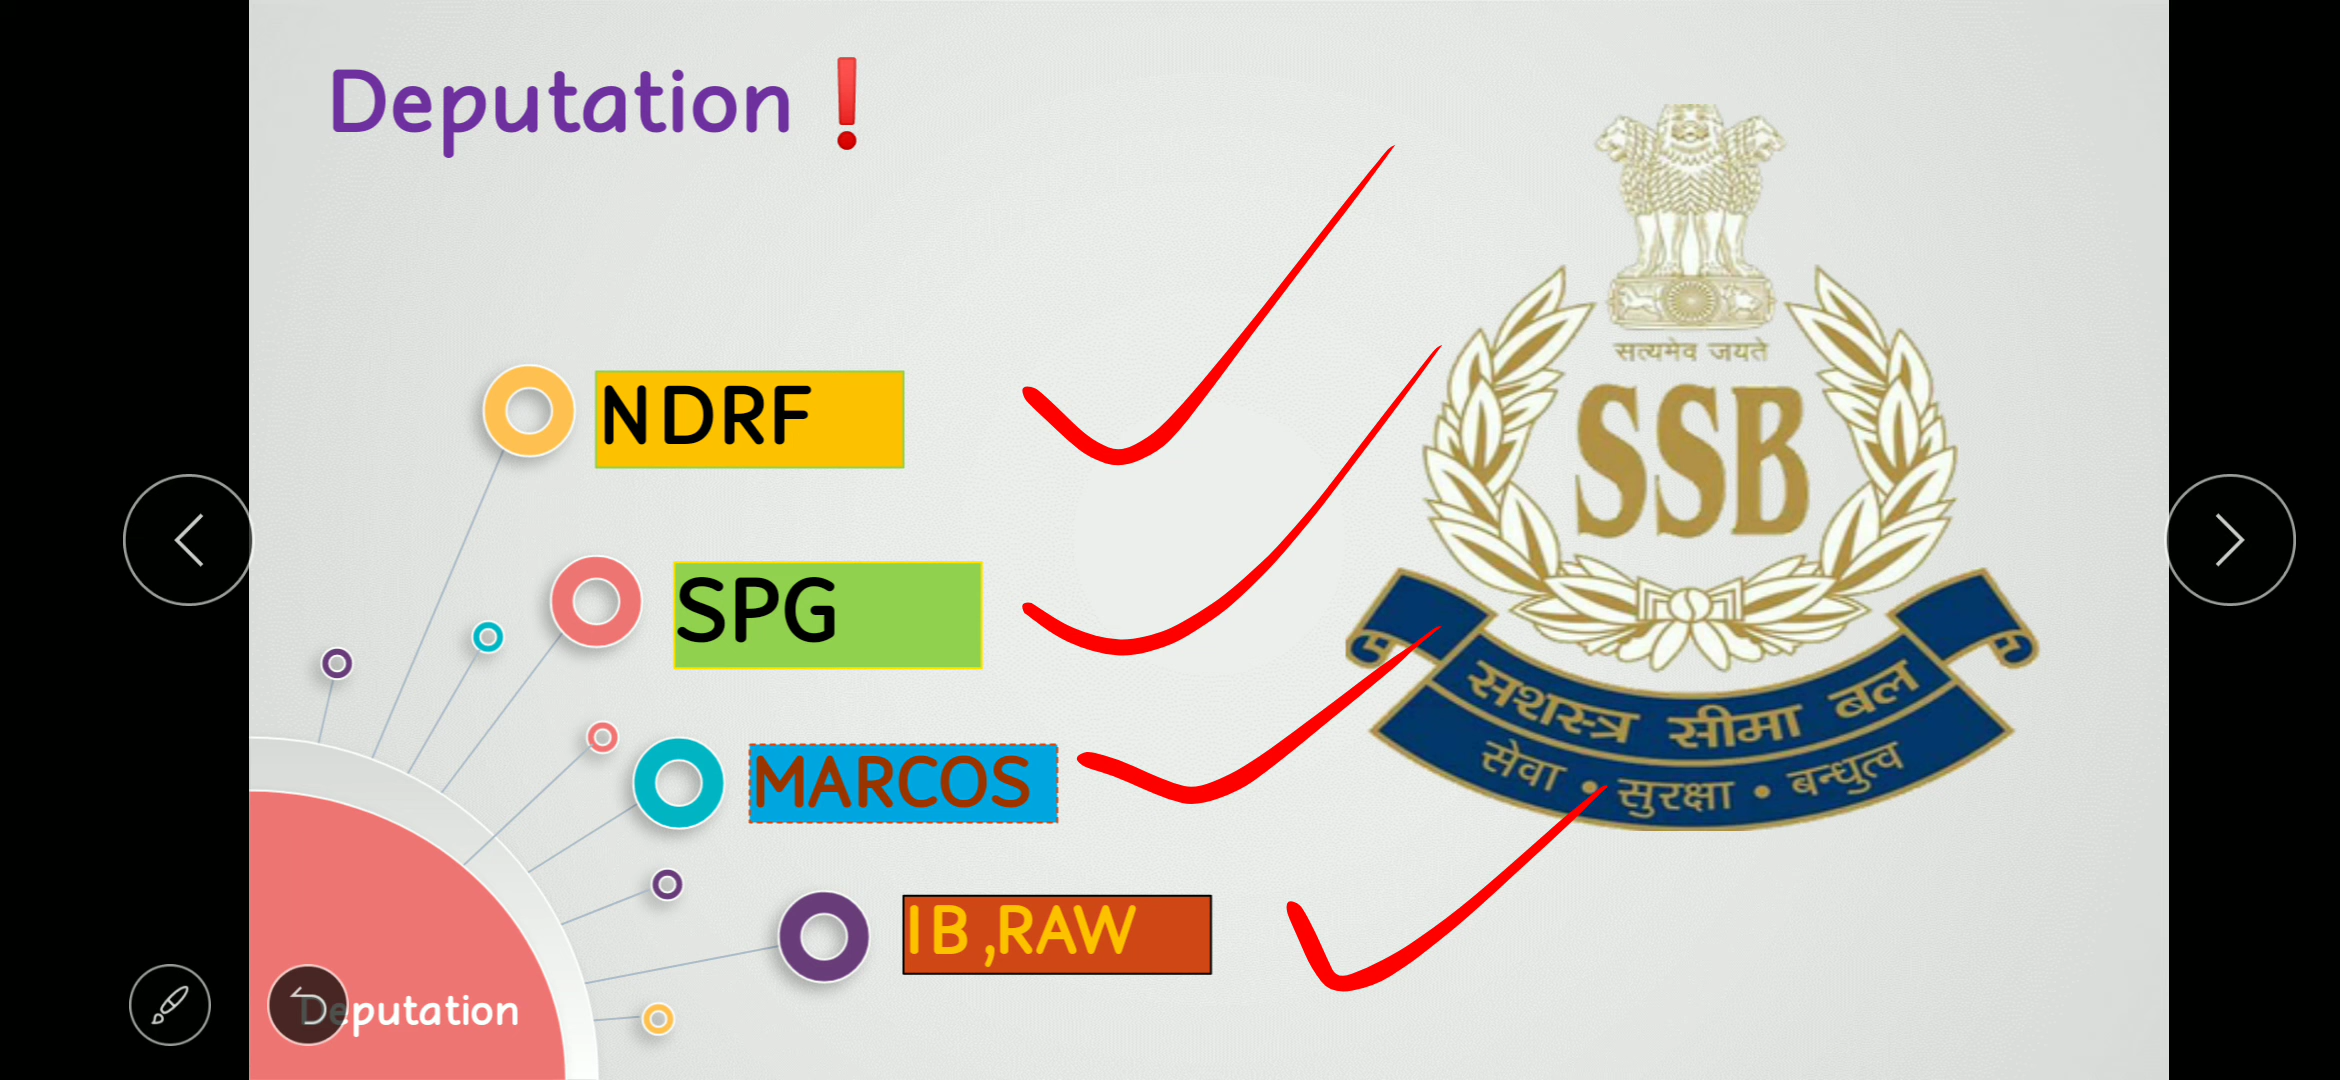 Deputation❗
NDRF
SPG
MARCOS
IB,RAW
Deputation
सत्यमेव जयते
SSB
सशस्त्र सीमा बल
सेवा • सुरक्षा • बन्धुत्व